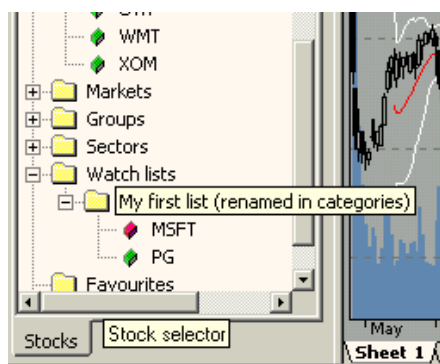 WMT
XOM
Markets
Groups
Sectors
Watch lists
My first list (renamed in categories)
MSFT
PG
Favourites
Stocks
Stock selector
May
Sheet 1